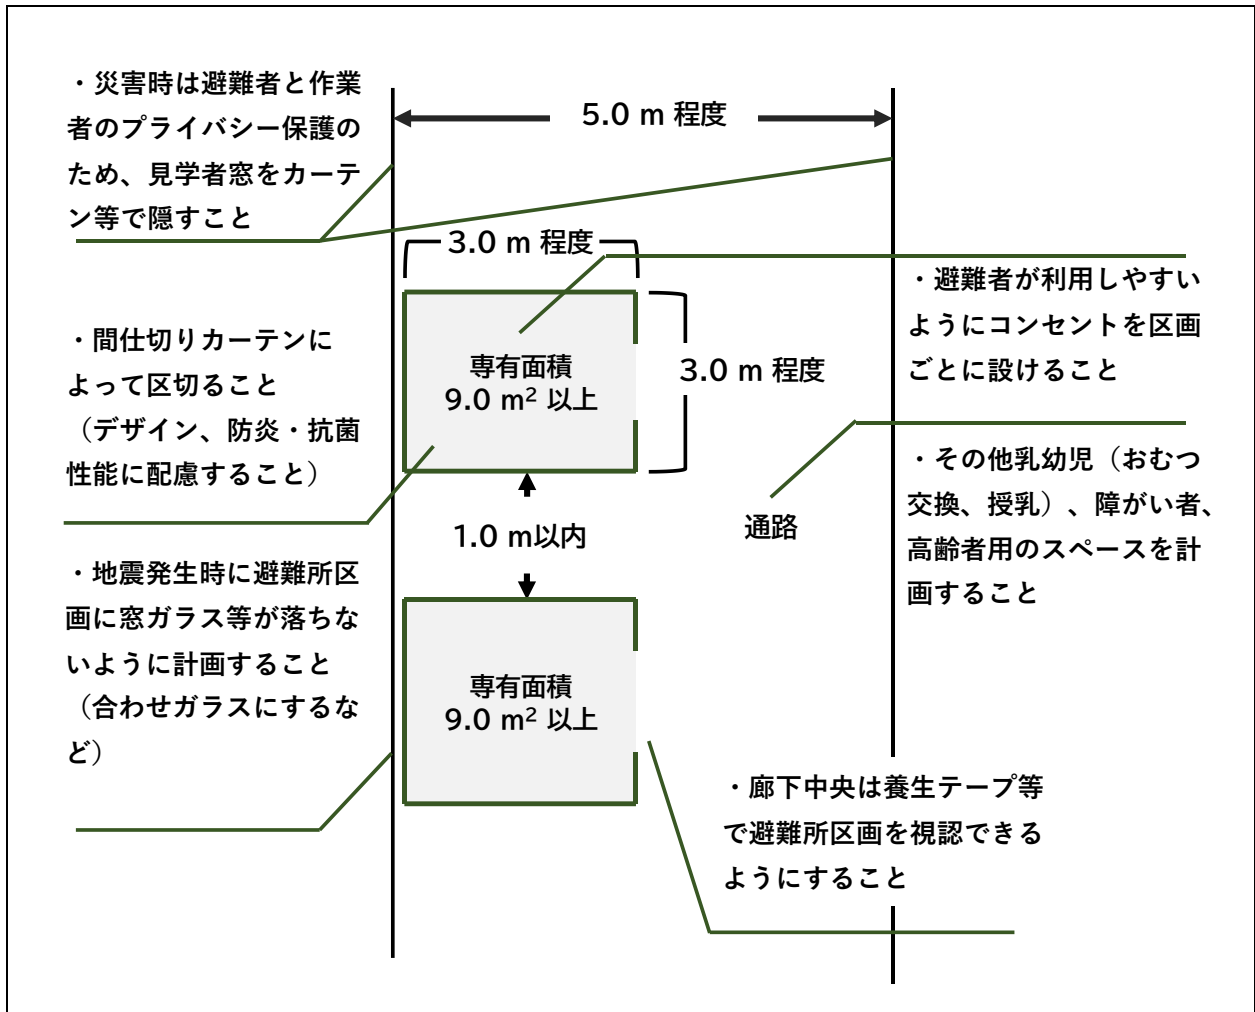 ・災害時は避難者と作業
者のプライバシー保護の
ため、見学者窓をカーテ
ン等で隠すこと
5.0 m 程度
3.0 m 程度
・避難者が利用しやすい
ようにコンセントを区画
ごとに設けること
・間仕切りカーテンに
よって区切ること
（デザイン、防炎・抗菌
性能に配慮すること）
専有面積
9.0 m² 以上
3.0 m 程度
・その他乳幼児（おむつ
交換、授乳）、障がい者、
高齢者用のスペースを計
画すること
通路
1.0 m以内
・地震発生時に避難所区
画に窓ガラス等が落ちな
いように計画すること
（合わせガラスにするな
ど）
専有面積
9.0 m² 以上
・廊下中央は養生テープ等
で避難所区画を視認できる
ようにすること